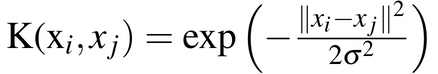 K(x_i, x_j) = exp(−‖x_i−x_j‖²/2σ²)